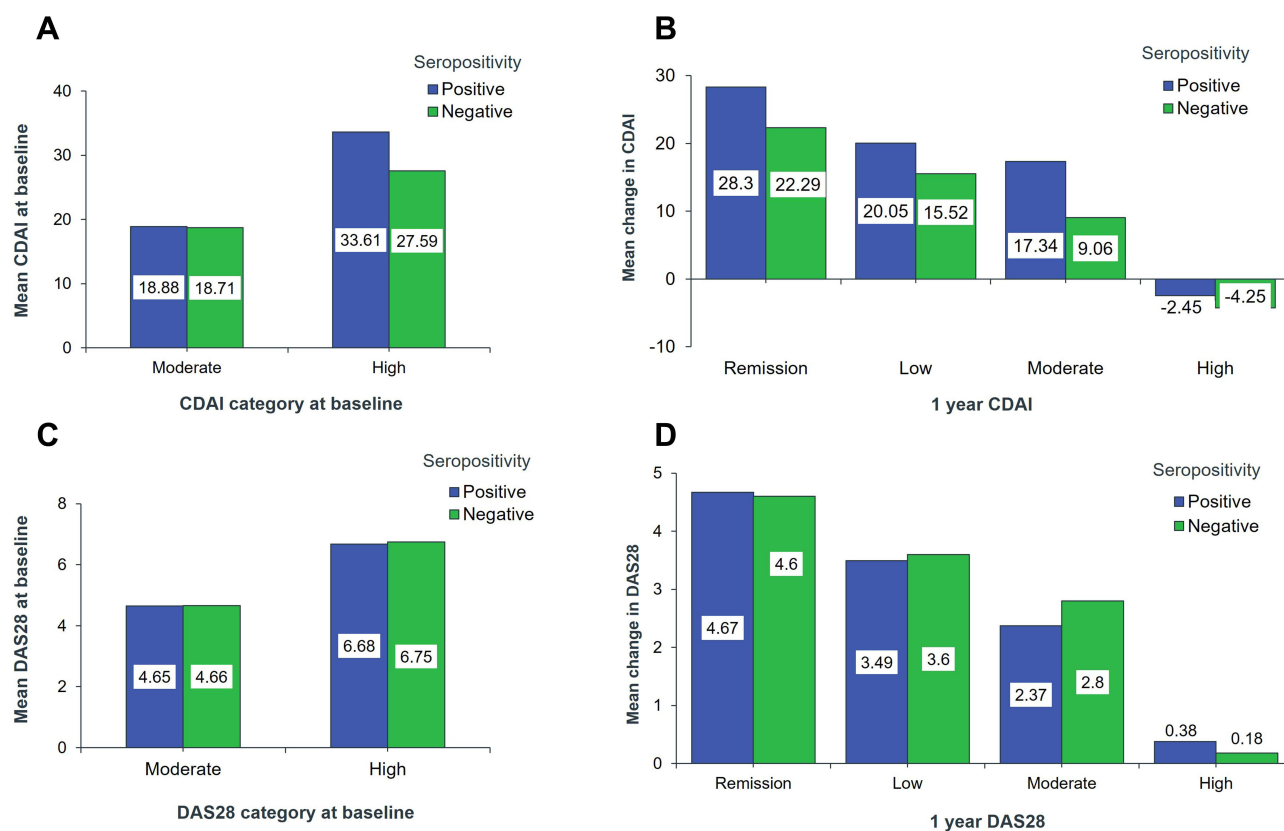 A
Seropositivity
Positive
Negative
Mean CDAI at baseline
40
30
20
10
0
18.88
18.71
33.61
27.59
Moderate
High
CDAI category at baseline
B
Seropositivity
Positive
Negative
Mean change in CDAI
30
20
10
0
-10
28.3
22.29
20.05
15.52
17.34
9.06
-2.45
-4.25
Remission
Low
Moderate
High
1 year CDAI
C
Seropositivity
Positive
Negative
Mean DAS28 at baseline
8
6
4
2
0
4.65
4.66
6.68
6.75
Moderate
High
DAS28 category at baseline
D
Seropositivity
Positive
Negative
Mean change in DAS28
5
4
3
2
1
0
4.67
4.6
3.49
3.6
2.37
2.8
0.38
0.18
Remission
Low
Moderate
High
1 year DAS28